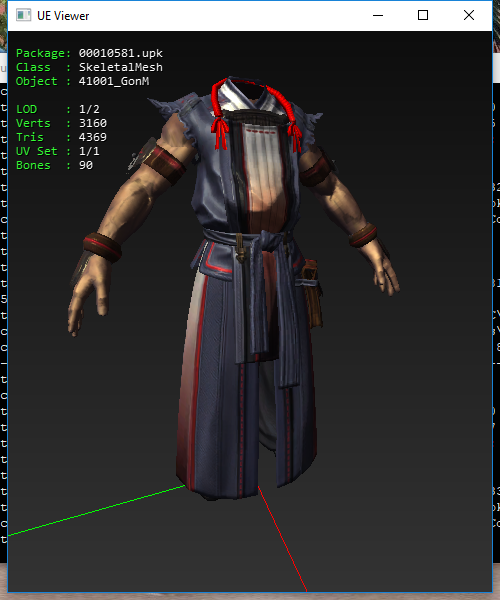 UE Viewer
Package: 00010581.upk
Class  : SkeletalMesh
Object : 41001_GonM
LOD    : 1/2
Verts  : 3160
Tris   : 4369
UV Set : 1/1
Bones  : 90